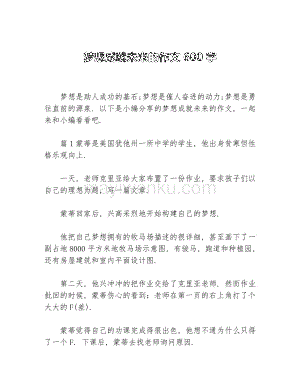 梦想成就未来的作文 600 字
梦想是助人成功的基石;梦想是催人奋进的动力;梦想是勇
往直前的源泉。以下是小编分享的梦想成就未来的作文。一起
来和小编看看吧.
篇 1 蒙蒂是美国犹他州一所中学的学生,他出身贫寒但性
格乐观向上.
一天, 老师克里亚给大家布置了一份作业,要求孩子们以
自己的理想为题,写一篇文章。
蒙蒂回家后, 兴高采烈地开始构建自己的梦想.
他把自己梦想拥有的牧马场描述的很详细, 甚至画下了一
副占地 8000 平方米地牧马场示意图, 有骏马、跑道和种植园,
还有房屋建筑和室内平面设计图.
第二天, 他兴冲冲的把作业交给了克里亚老师. 然而作业
批回的时候, 蒙蒂伤心的看到: 老师在第一页的右上角打了个
大大的 F(差).
蒙蒂觉得自己的功课完成得很出色, 他想不通为什么只得
了一个 F. 下课后, 蒙蒂去找老师询问原因.